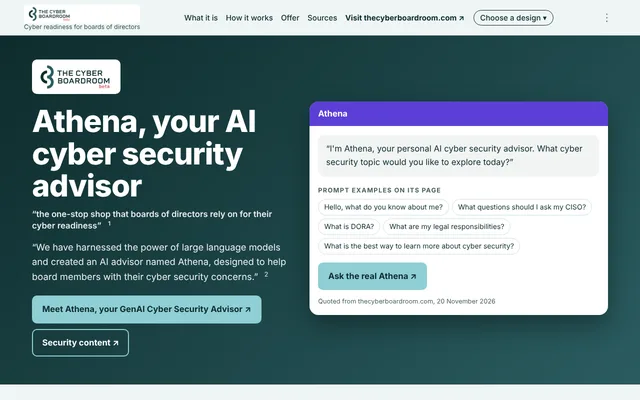 THE CYBER
BOARDROOM
beta
Cyber readiness for boards of directors
What it is
How it works
Offer
Sources
Visit thecyberboardroom.com ↗
Choose a design ▾
⋮
THE CYBER
BOARDROOM
beta
Athena, your AI
cyber security
advisor
“the one-stop shop that boards of directors rely on for their
cyber readiness” 1
“We have harnessed the power of large language models
and created an AI advisor named Athena, designed to help
board members with their cyber security concerns.” 2
Meet Athena, your GenAI Cyber Security Advisor ↗
Security content ↗
Athena
“I'm Athena, your personal AI cyber security advisor. What cyber
security topic would you like to explore today?”
PROMPT EXAMPLES ON ITS PAGE
Hello, what do you know about me?
What questions should I ask my CISO?
What is DORA?
What are my legal responsibilities?
What is the best way to learn more about cyber security?
Ask the real Athena ↗
Quoted from thecyberboardroom.com, 20 November 2026